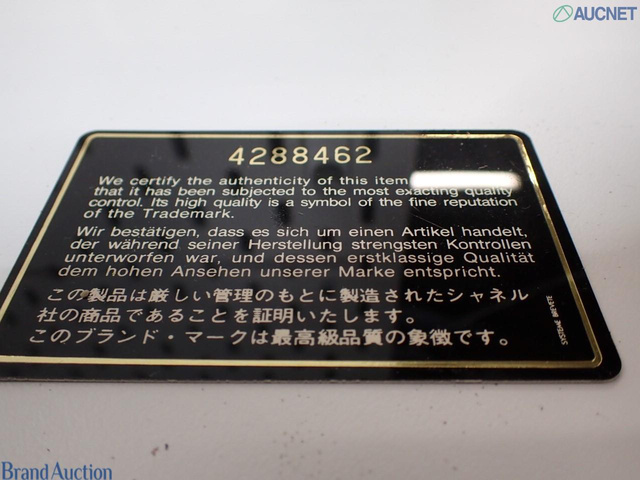 AUCNET
4288462
We certify the authenticity of this item
that it has been subjected to the most exacting quality
control. Its high quality is a symbol of the fine reputation
of the Trademark.
Wir bestätigen, dass es sich um einen Artikel handelt,
der während seiner Herstellung strengsten Kontrollen
unterworfen war, und dessen erstklassige Qualität
dem hohen Ansehen unserer Marke entspricht.
この製品は厳しい管理のもとに製造されたシャネル
社の商品であることを証明いたします。
このブランド・マークは最高級品質の象徴です。
SYSTEME BREVETE
Brand Auction